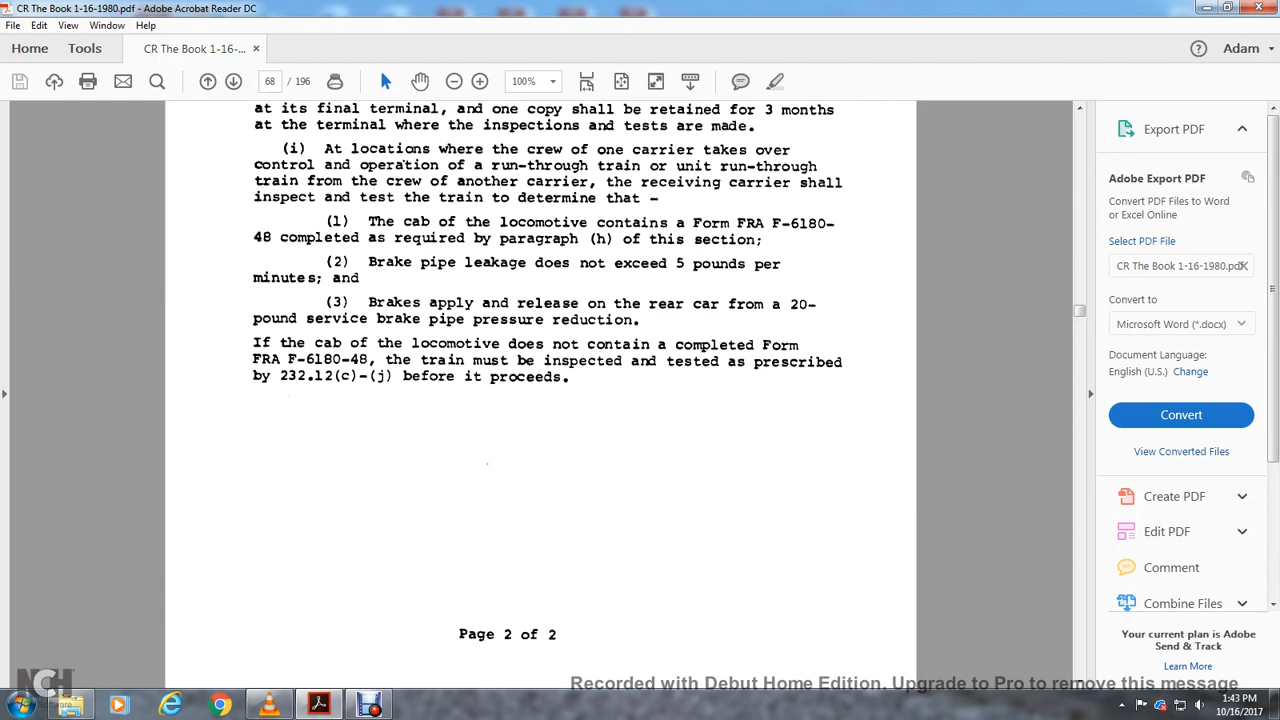 CR The Book 1-16-1980.pdf - Adobe Acrobat Reader DC
File Edit View Window Help
Home Tools CR The Book 1-16-... × Adam
68 / 196 100%
at its final terminal, and one copy shall be retained for 3 months
at the terminal where the inspections and tests are made.
(i) At locations where the crew of one carrier takes over
control and operation of a run-through train or unit run-through
train from the crew of another carrier, the receiving carrier shall
inspect and test the train to determine that -
(1) The cab of the locomotive contains a Form FRA F-6180-
48 completed as required by paragraph (h) of this section;
(2) Brake pipe leakage does not exceed 5 pounds per
minutes; and
(3) Brakes apply and release on the rear car from a 20-
pound service brake pipe pressure reduction.
If the cab of the locomotive does not contain a completed Form
FRA F-6180-48, the train must be inspected and tested as prescribed
by 232.12(c)-(j) before it proceeds.
Page 2 of 2
Export PDF
Adobe Export PDF
Convert PDF Files to Word
or Excel Online
Select PDF File
CR The Book 1-16-1980.pdf
Convert to
Microsoft Word (*.docx)
Document Language:
English (U.S.) Change
Convert
View Converted Files
Create PDF
Edit PDF
Comment
Combine Files
Your current plan is Adobe
Send & Track
Learn More
Recorded with Debut Home Edition. Upgrade to Pro to remove this message
NCH
Software
1:43 PM
10/16/2017